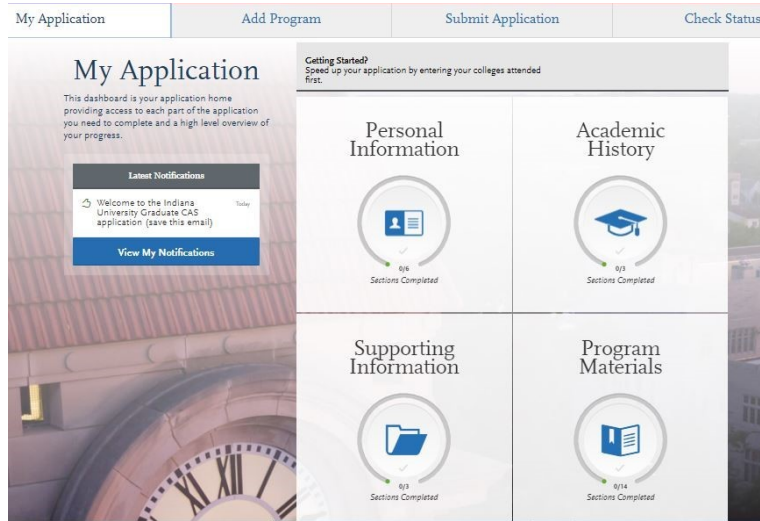 My Application
Add Program
Submit Application
Check Status
My Application
This dashboard is your application home
providing access to each part of the application
you need to complete and a high level overview of
your progress.
Latest Notifications
Welcome to the Indiana
University Graduate CAS
application (save this email)
Today
View My Notifications
Getting Started?
Speed up your application by entering your colleges attended
first.
Personal
Information
0/6
Sections Completed
Academic
History
0/3
Sections Completed
Supporting
Information
0/3
Sections Completed
Program
Materials
0/14
Sections Completed